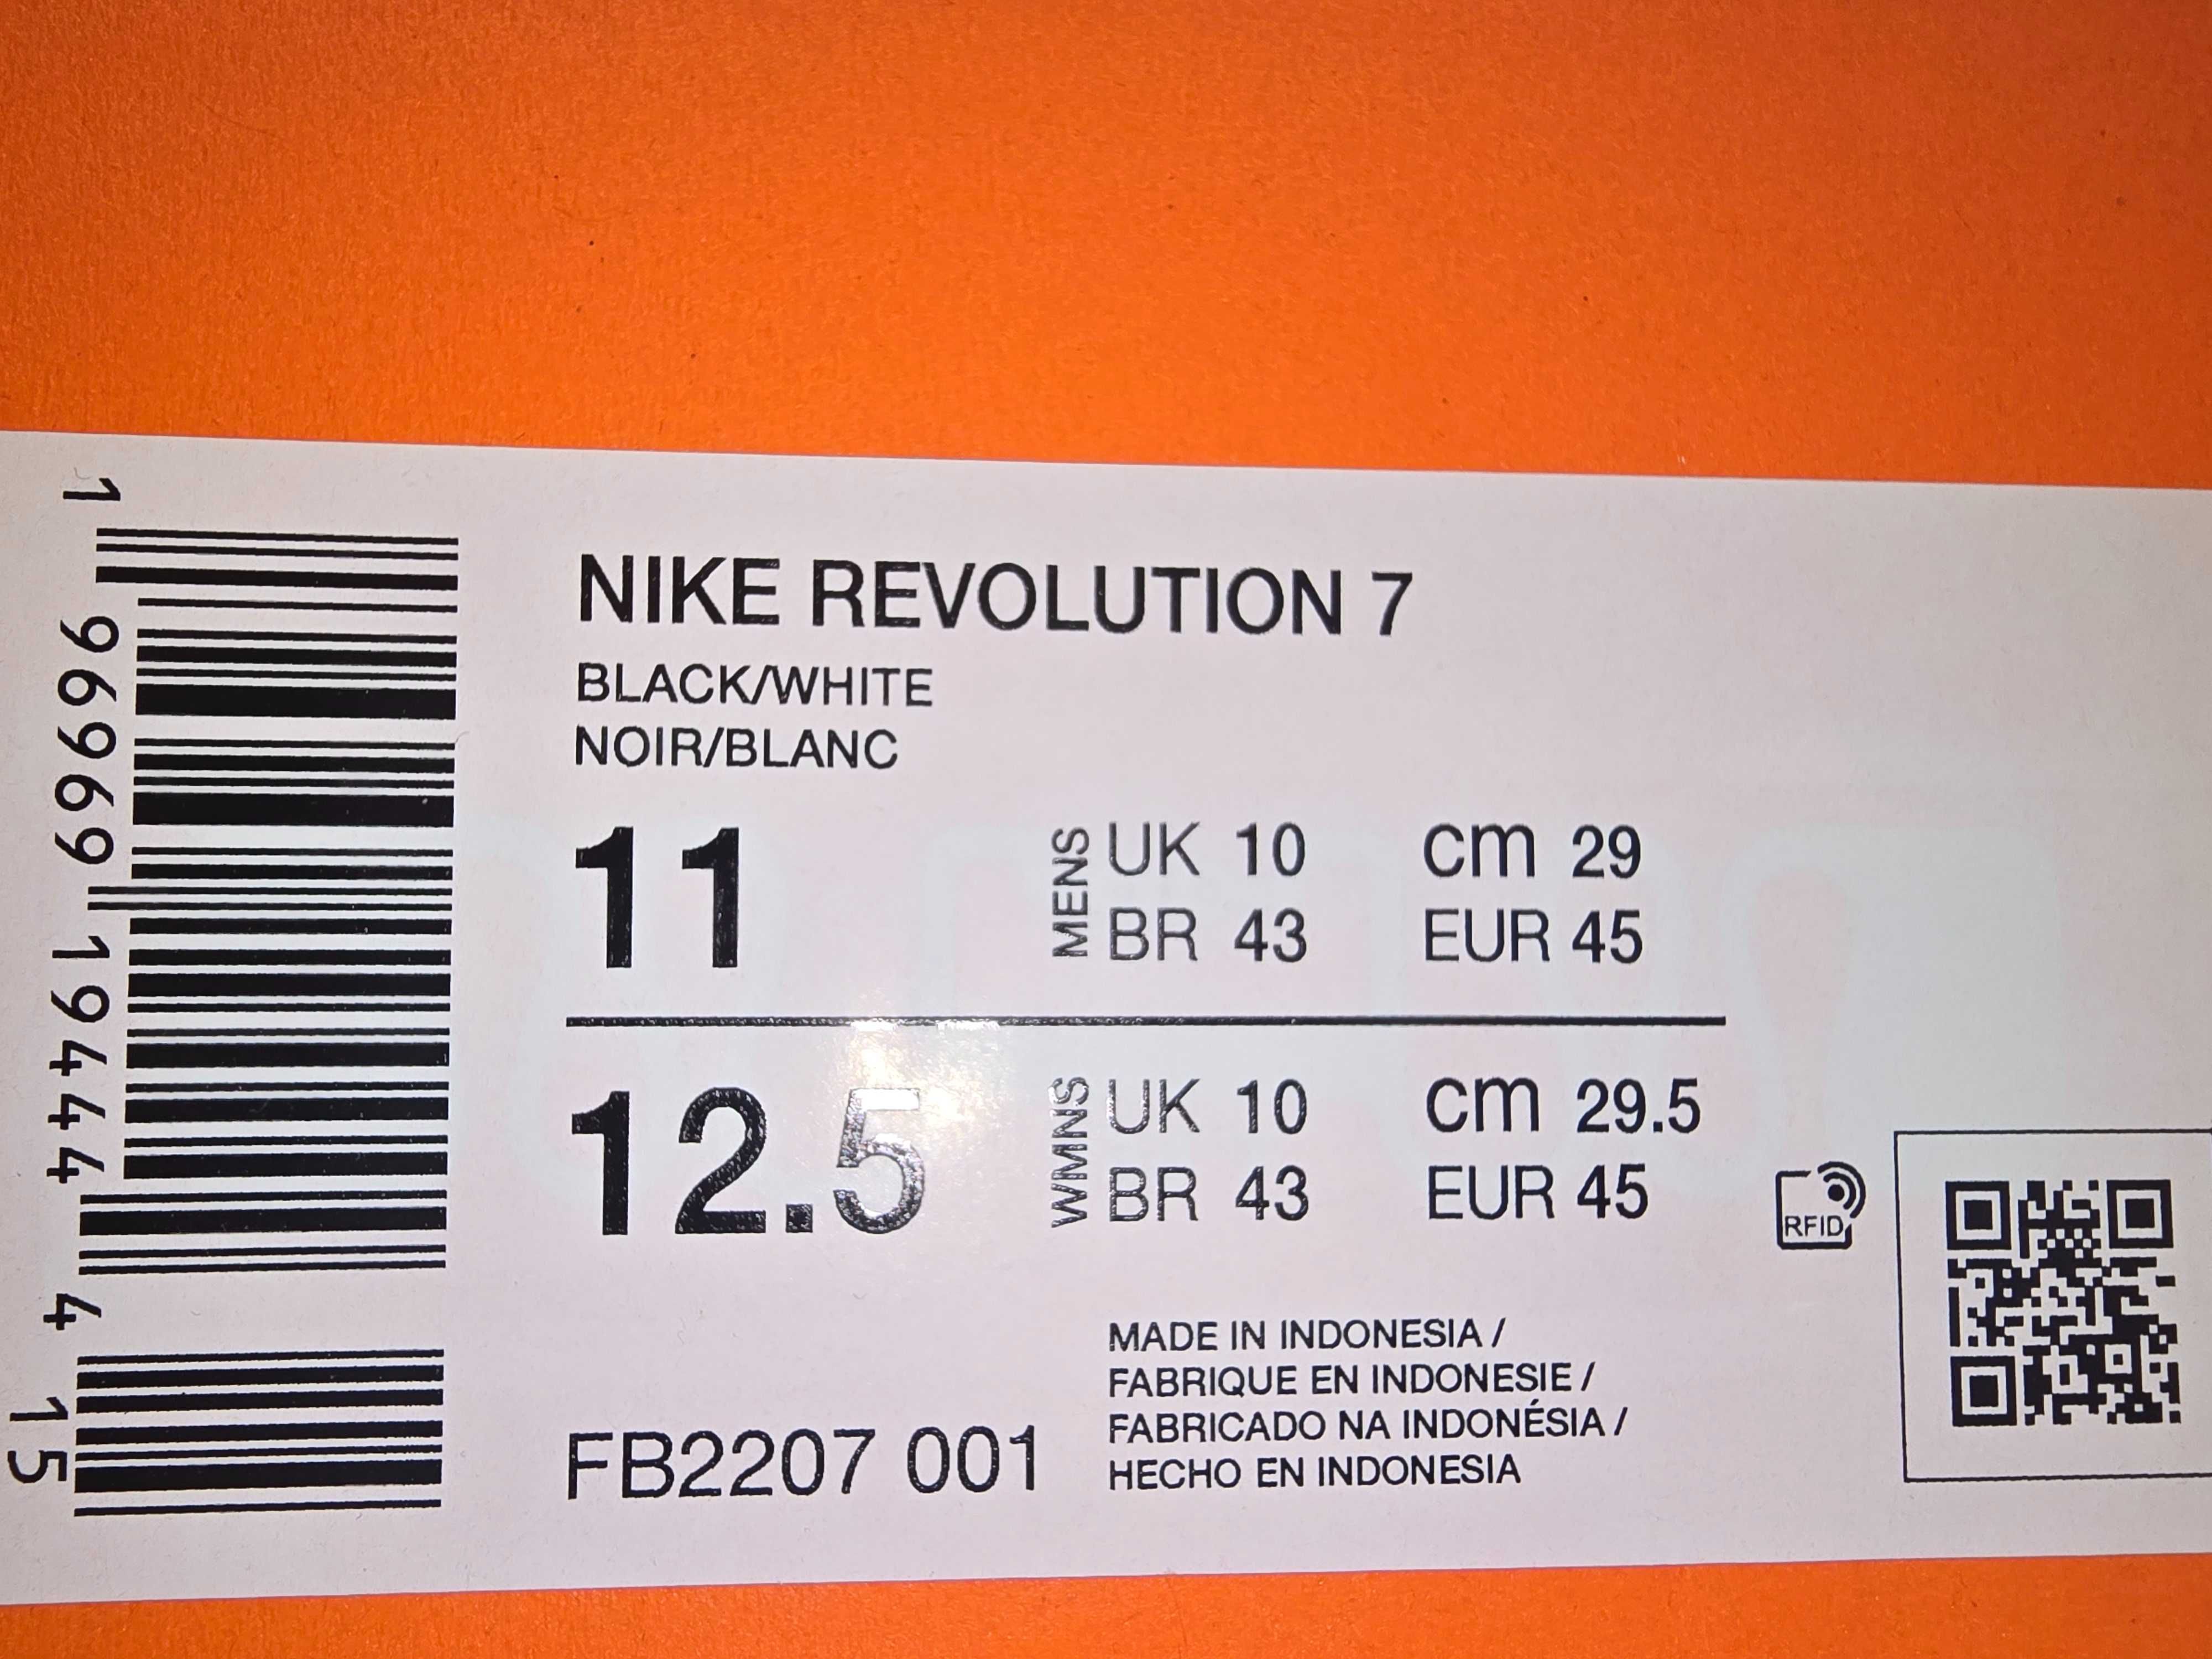 1 96969 19444 4 15
NIKE REVOLUTION 7
BLACK/WHITE
NOIR/BLANC
11 MENS UK 10 cm 29
BR 43 EUR 45
12.5 WMNS UK 10 cm 29.5
BR 43 EUR 45
RFID
MADE IN INDONESIA /
FABRIQUE EN INDONESIE /
FABRICADO NA INDONÉSIA /
HECHO EN INDONESIA
FB2207 001